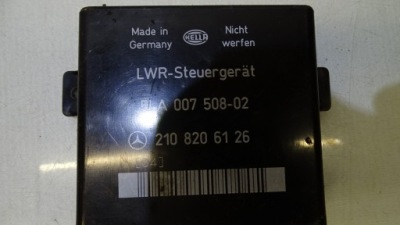 Made in Germany
HELLA
Nicht werfen
LWR-Steuergerät
A 007 508-02
210 820 61 26